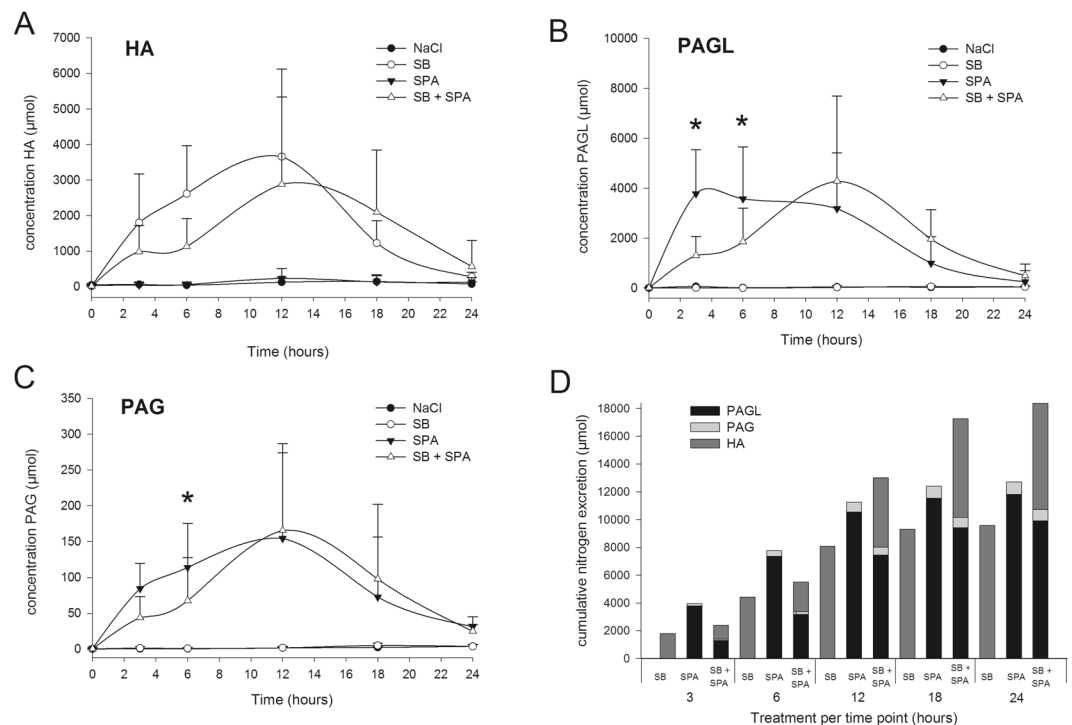 A
HA
NaCl
SB
SPA
SB + SPA
concentration HA (µmol)
7000
6000
5000
4000
3000
2000
1000
0
0 2 4 6 8 10 12 14 16 18 20 22 24
Time (hours)
B
PAGL
NaCl
SB
SPA
SB + SPA
concentration PAGL (µmol)
10000
8000
6000
4000
2000
0
* *
0 2 4 6 8 10 12 14 16 18 20 22 24
Time (hours)
C
PAG
NaCl
SB
SPA
SB + SPA
concentration PAG (µmol)
350
300
250
200
150
100
50
0
*
0 2 4 6 8 10 12 14 16 18 20 22 24
Time (hours)
D
PAGL
PAG
HA
cumulative nitrogen excretion (µmol)
18000
16000
14000
12000
10000
8000
6000
4000
2000
0
SB SPA SB + SPA SB SPA SB + SPA SB SPA SB + SPA SB SPA SB + SPA SB SPA SB + SPA
3 6 12 18 24
Treatment per time point (hours)